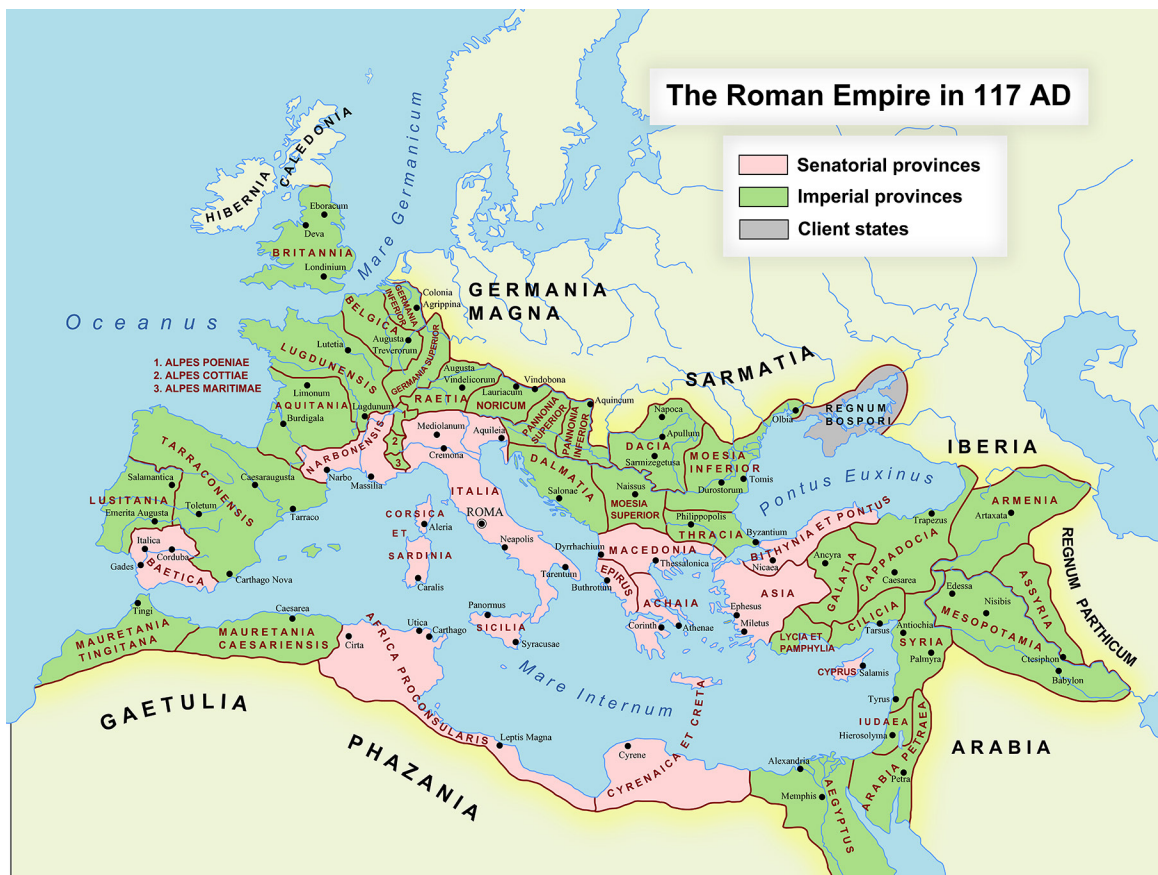 The Roman Empire in 117 AD
Senatorial provinces
Imperial provinces
Client states
HIBERNIA
CALEDONIA
Mare Germanicum
Eboracum
Deva
BRITANNIA
Londinium
Oceanus
GERMANIA
MAGNA
SARMATIA
Colonia
Agrippina
GERMANIA
INFERIOR
BELGICA
Augusta
Treverorum
Lutetia
LUGDUNENSIS
GERMANIA SUPERIOR
1. ALPES POENIAE
2. ALPES COTTIAE
3. ALPES MARITIMAE
Limonum
AQUITANIA
Burdigala
Lugdunum
Augusta
Vindelicorum
RAETIA
Lauriacum
NORICUM
Vindobona
PANNONIA
SUPERIOR
PANNONIA
INFERIOR
Aquincum
Napoca
Apullum
DACIA
Sarmizegetusa
MOESIA
INFERIOR
Tomis
Durostorum
Olbia
REGNUM
BOSPORI
IBERIA
Pontus Euxinus
NARBONENSIS
Narbo
Massilia
2
3
Mediolanum
Cremona
Aquileia
ITALIA
ROMA
Neapolis
Tarentum
DALMATIA
Salonae
Naissus
MOESIA
SUPERIOR
Philippopolis
THRACIA
Byzantium
BITHYNIA ET PONTUS
Nicaea
Trapezus
ARMENIA
Artaxata
REGNUM PARTHICUM
TARRACONENSIS
Salamantica
Caesaraugusta
LUSITANIA
Emerita Augusta
Toletum
Tarraco
Italica
Corduba
Gades
BAETICA
Carthago Nova
CORSICA
ET
SARDINIA
Aleria
Caralis
Dyrrhachium
MACEDONIA
Thessalonica
EPIRUS
Buthrotum
ACHAIA
Corinth
Athenae
ASIA
Ephesus
Miletus
Ancyra
GALATIA
CAPPADOCIA
Caesarea
LYCIA ET
PAMPHYLIA
CILICIA
Tarsus
Antiochia
SYRIA
Palmyra
CYPRUS
Salamis
Edessa
Nisibis
MESOPOTAMIA
ASSYRIA
Ctesiphon
Babylon
Tingi
MAURETANIA
TINGITANA
Caesarea
MAURETANIA
CAESARIENSIS
Cirta
Utica
Carthago
AFRICA PROCONSULARIS
Panormus
SICILIA
Syracusae
Mare Internum
Leptis Magna
Cyrene
CYRENAICA ET CRETA
GAETULIA
PHAZANIA
Tyrus
IUDAEA
Hierosolyma
ARABIA PETRAEA
Petra
ARABIA
Alexandria
Memphis
AEGYPTUS